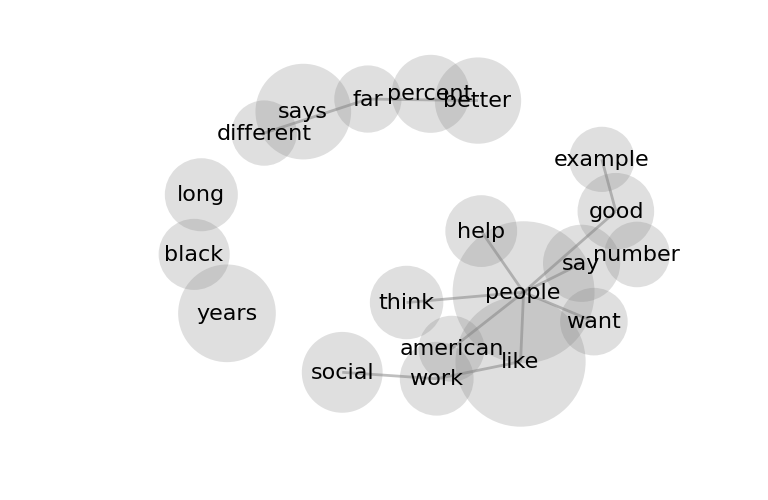 percent
far
better
says
different
example
long
good
help
black
number
say
people
think
years
want
american
like
social
work